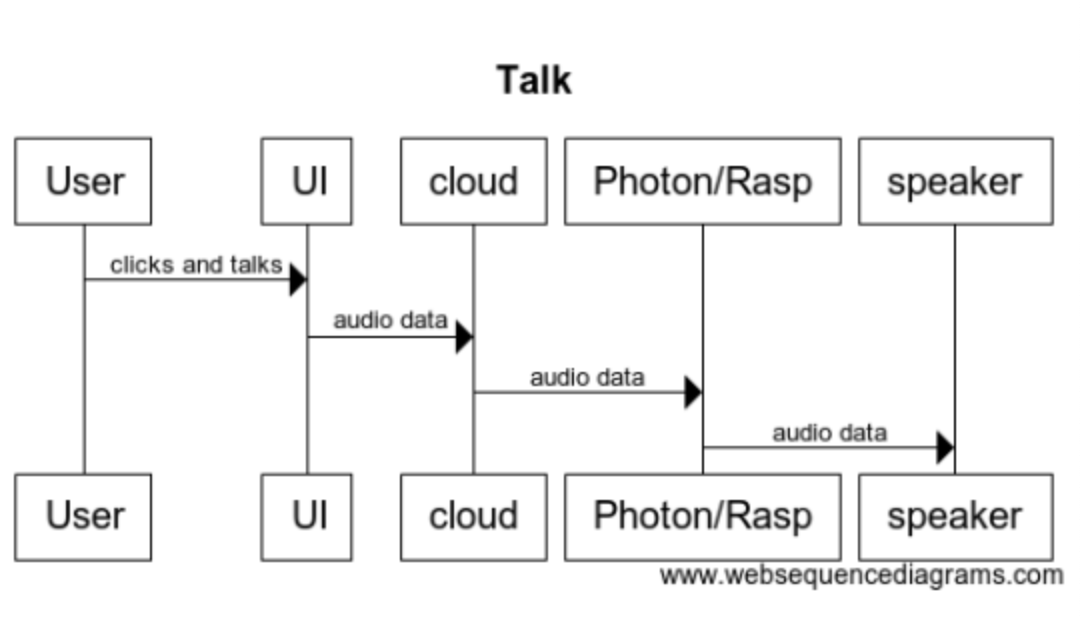 Talk
User UI cloud Photon/Rasp speaker
clicks and talks
audio data
audio data
audio data
User UI cloud Photon/Rasp speaker
www.websequencediagrams.com